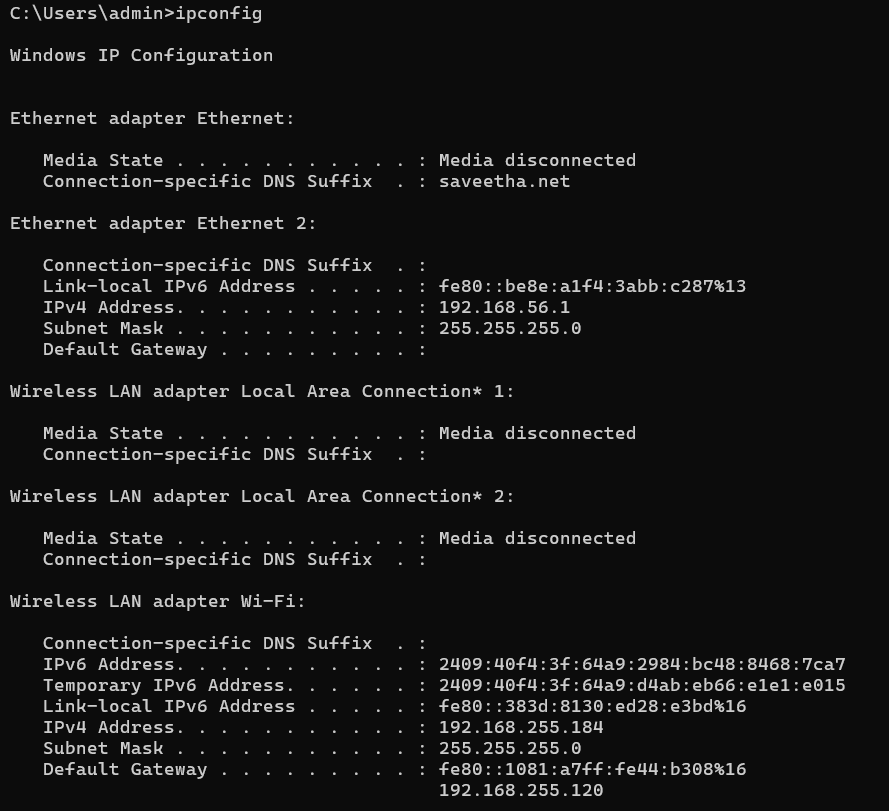 C:\Users\admin>ipconfig
Windows IP Configuration
Ethernet adapter Ethernet:
   Media State . . . . . . . . . . . : Media disconnected
   Connection-specific DNS Suffix  . : saveetha.net
Ethernet adapter Ethernet 2:
   Connection-specific DNS Suffix  . :
   Link-local IPv6 Address . . . . . : fe80::be8e:a1f4:3abb:c287%13
   IPv4 Address. . . . . . . . . . . : 192.168.56.1
   Subnet Mask . . . . . . . . . . . : 255.255.255.0
   Default Gateway . . . . . . . . . :
Wireless LAN adapter Local Area Connection* 1:
   Media State . . . . . . . . . . . : Media disconnected
   Connection-specific DNS Suffix  . :
Wireless LAN adapter Local Area Connection* 2:
   Media State . . . . . . . . . . . : Media disconnected
   Connection-specific DNS Suffix  . :
Wireless LAN adapter Wi-Fi:
   Connection-specific DNS Suffix  . :
   IPv6 Address. . . . . . . . . . . : 2409:40f4:3f:64a9:2984:bc48:8468:7ca7
   Temporary IPv6 Address. . . . . . : 2409:40f4:3f:64a9:d4ab:eb66:e1e1:e015
   Link-local IPv6 Address . . . . . : fe80::383d:8130:ed28:e3bd%16
   IPv4 Address. . . . . . . . . . . : 192.168.255.184
   Subnet Mask . . . . . . . . . . . : 255.255.255.0
   Default Gateway . . . . . . . . . : fe80::1081:a7ff:fe44:b308%16
                                       192.168.255.120